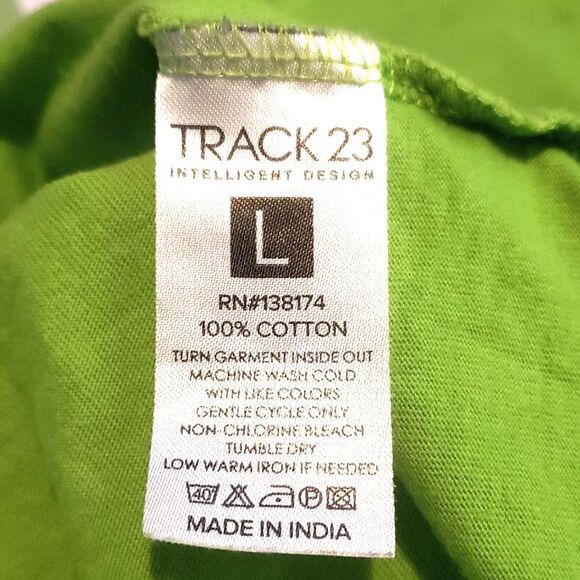 TRACK 23
INTELLIGENT DESIGN
L
RN#138174
100% COTTON
TURN GARMENT INSIDE OUT
MACHINE WASH COLD
WITH LIKE COLORS
GENTLE CYCLE ONLY
NON-CHLORINE BLEACH
TUMBLE DRY
LOW WARM IRON IF NEEDED
40° P
MADE IN INDIA